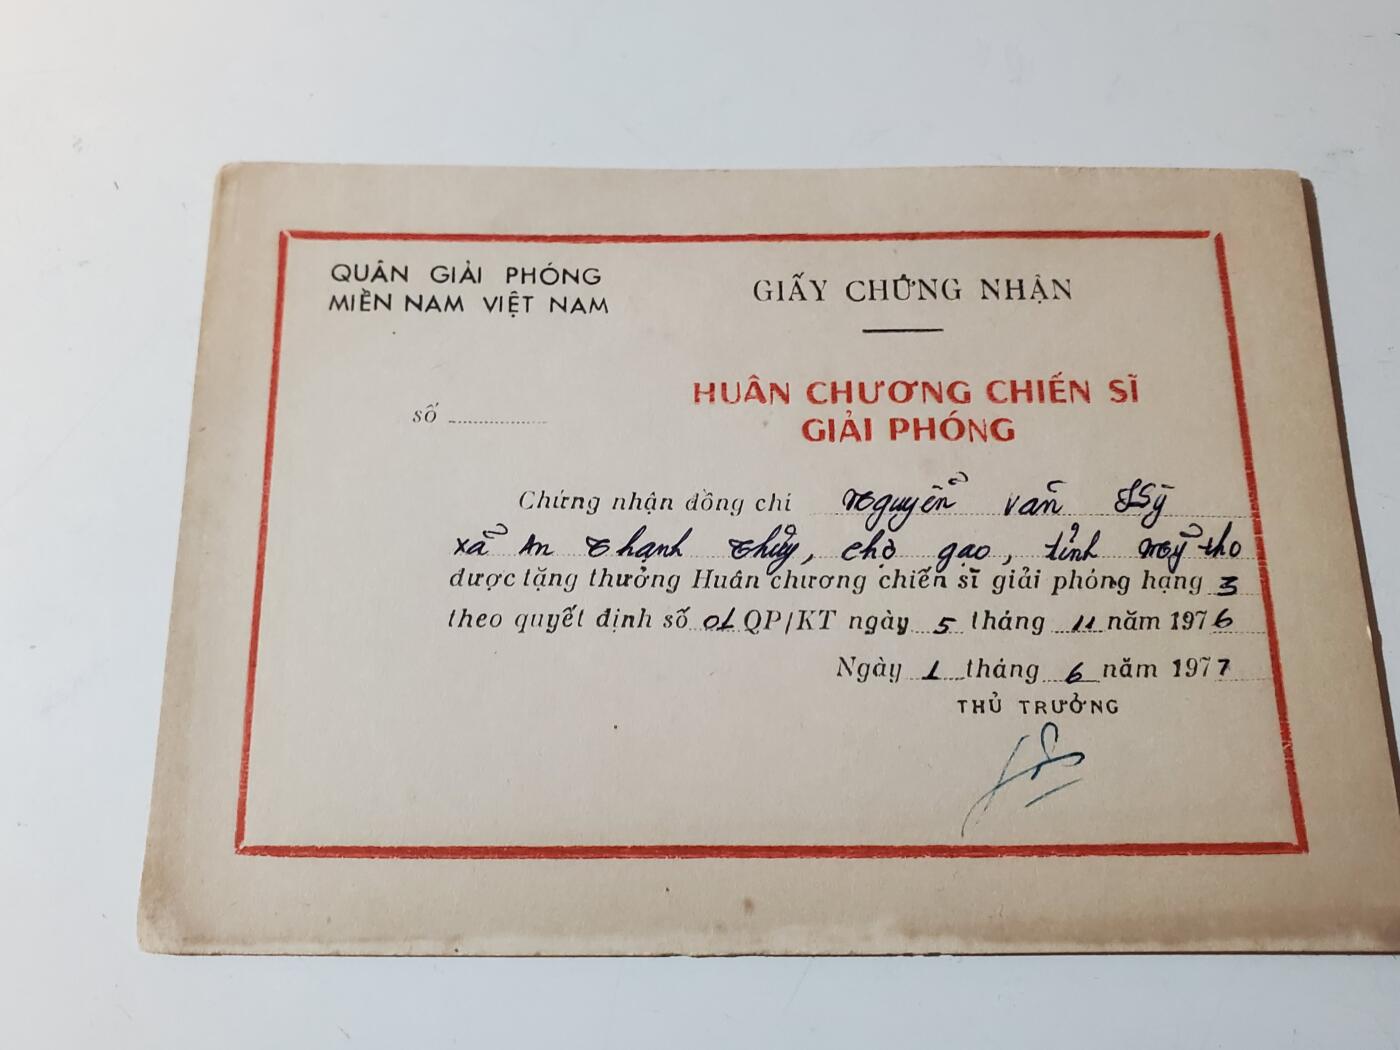 QUÂN GIẢI PHÓNG
MIỀN NAM VIỆT NAM
GIẤY CHỨNG NHẬN
số
HUÂN CHƯƠNG CHIẾN SĨ
GIẢI PHÓNG
Chứng nhận đồng chí Nguyễn văn Sỹ
xã An Thạnh Thủy, chợ gạo, tỉnh Mỹ tho
được tặng thưởng Huân chương chiến sĩ giải phóng hạng 3
theo quyết định số 01 QP/KT ngày 5 tháng 11 năm 1976
Ngày 1 tháng 6 năm 1977
THỦ TRƯỞNG